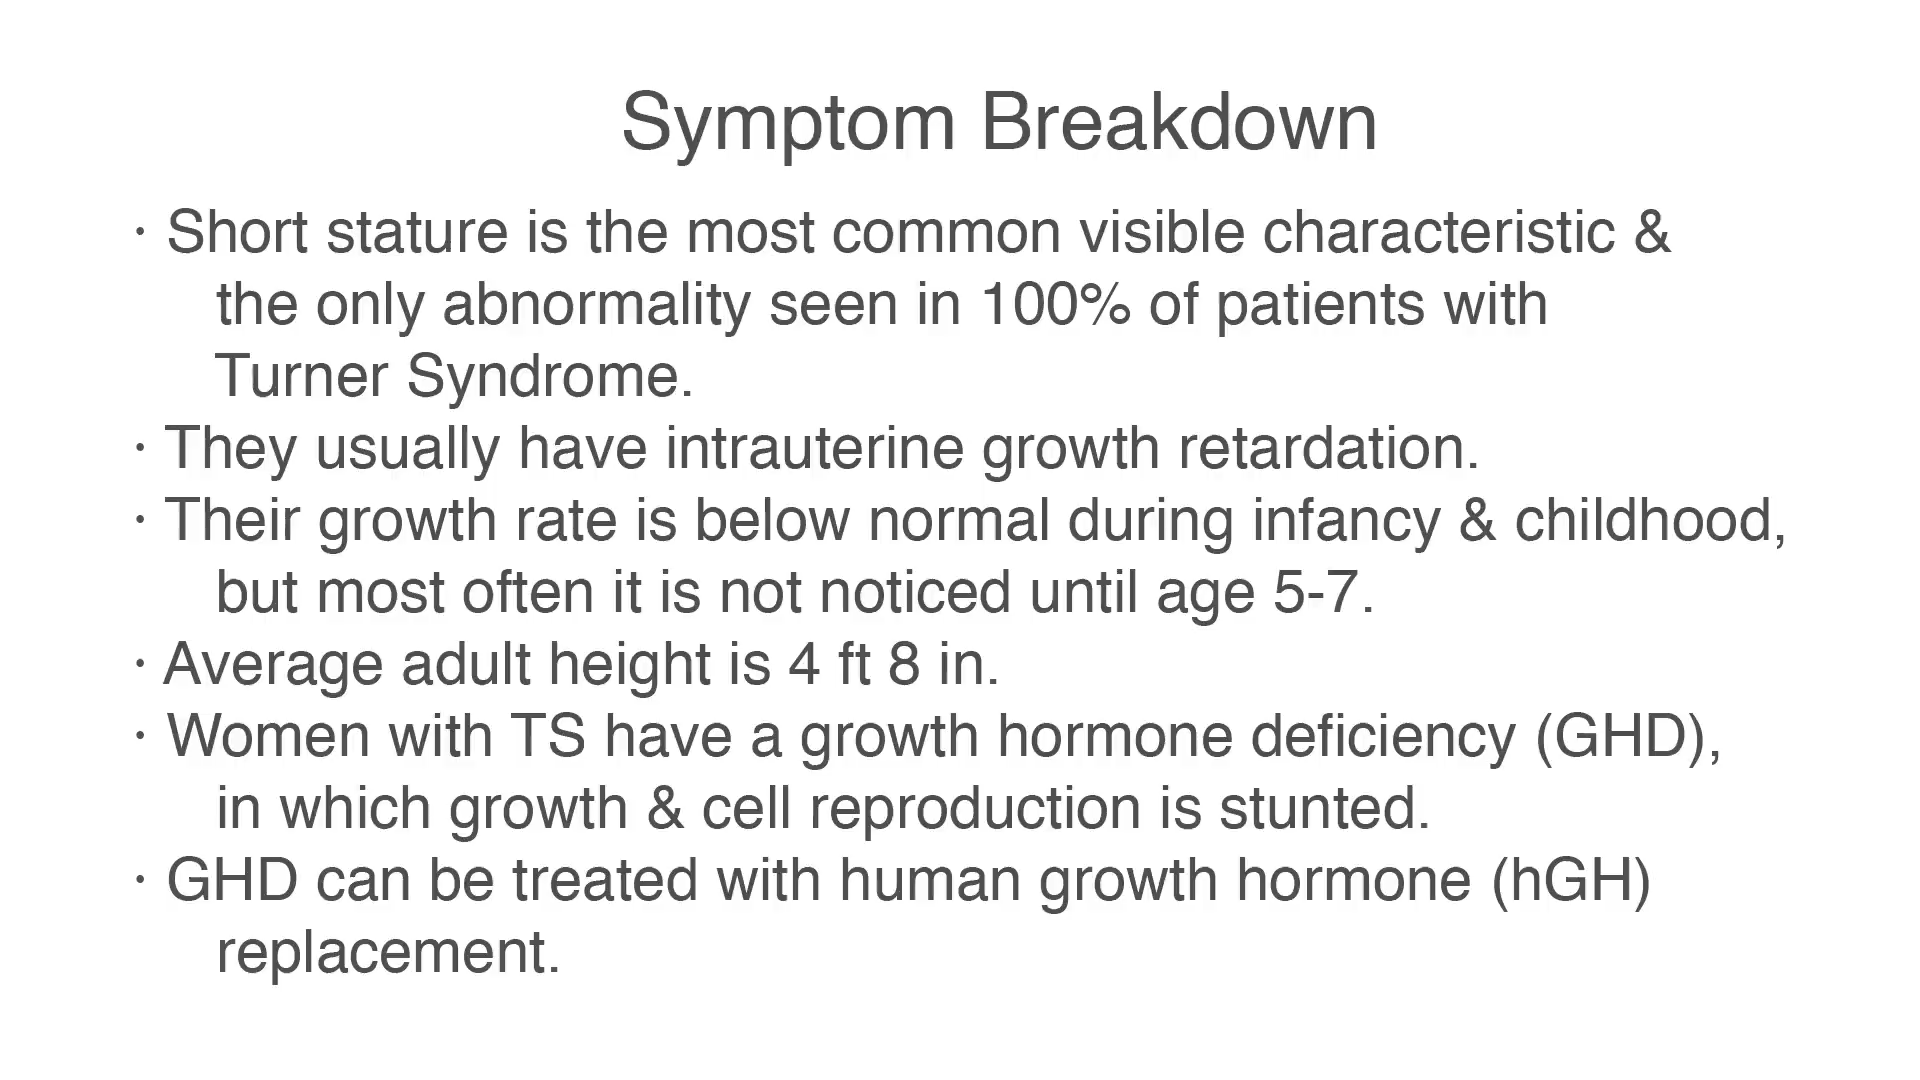 Symptom Breakdown
· Short stature is the most common visible characteristic &
the only abnormality seen in 100% of patients with
Turner Syndrome.
· They usually have intrauterine growth retardation.
· Their growth rate is below normal during infancy & childhood,
but most often it is not noticed until age 5-7.
· Average adult height is 4 ft 8 in.
· Women with TS have a growth hormone deficiency (GHD),
in which growth & cell reproduction is stunted.
· GHD can be treated with human growth hormone (hGH)
replacement.